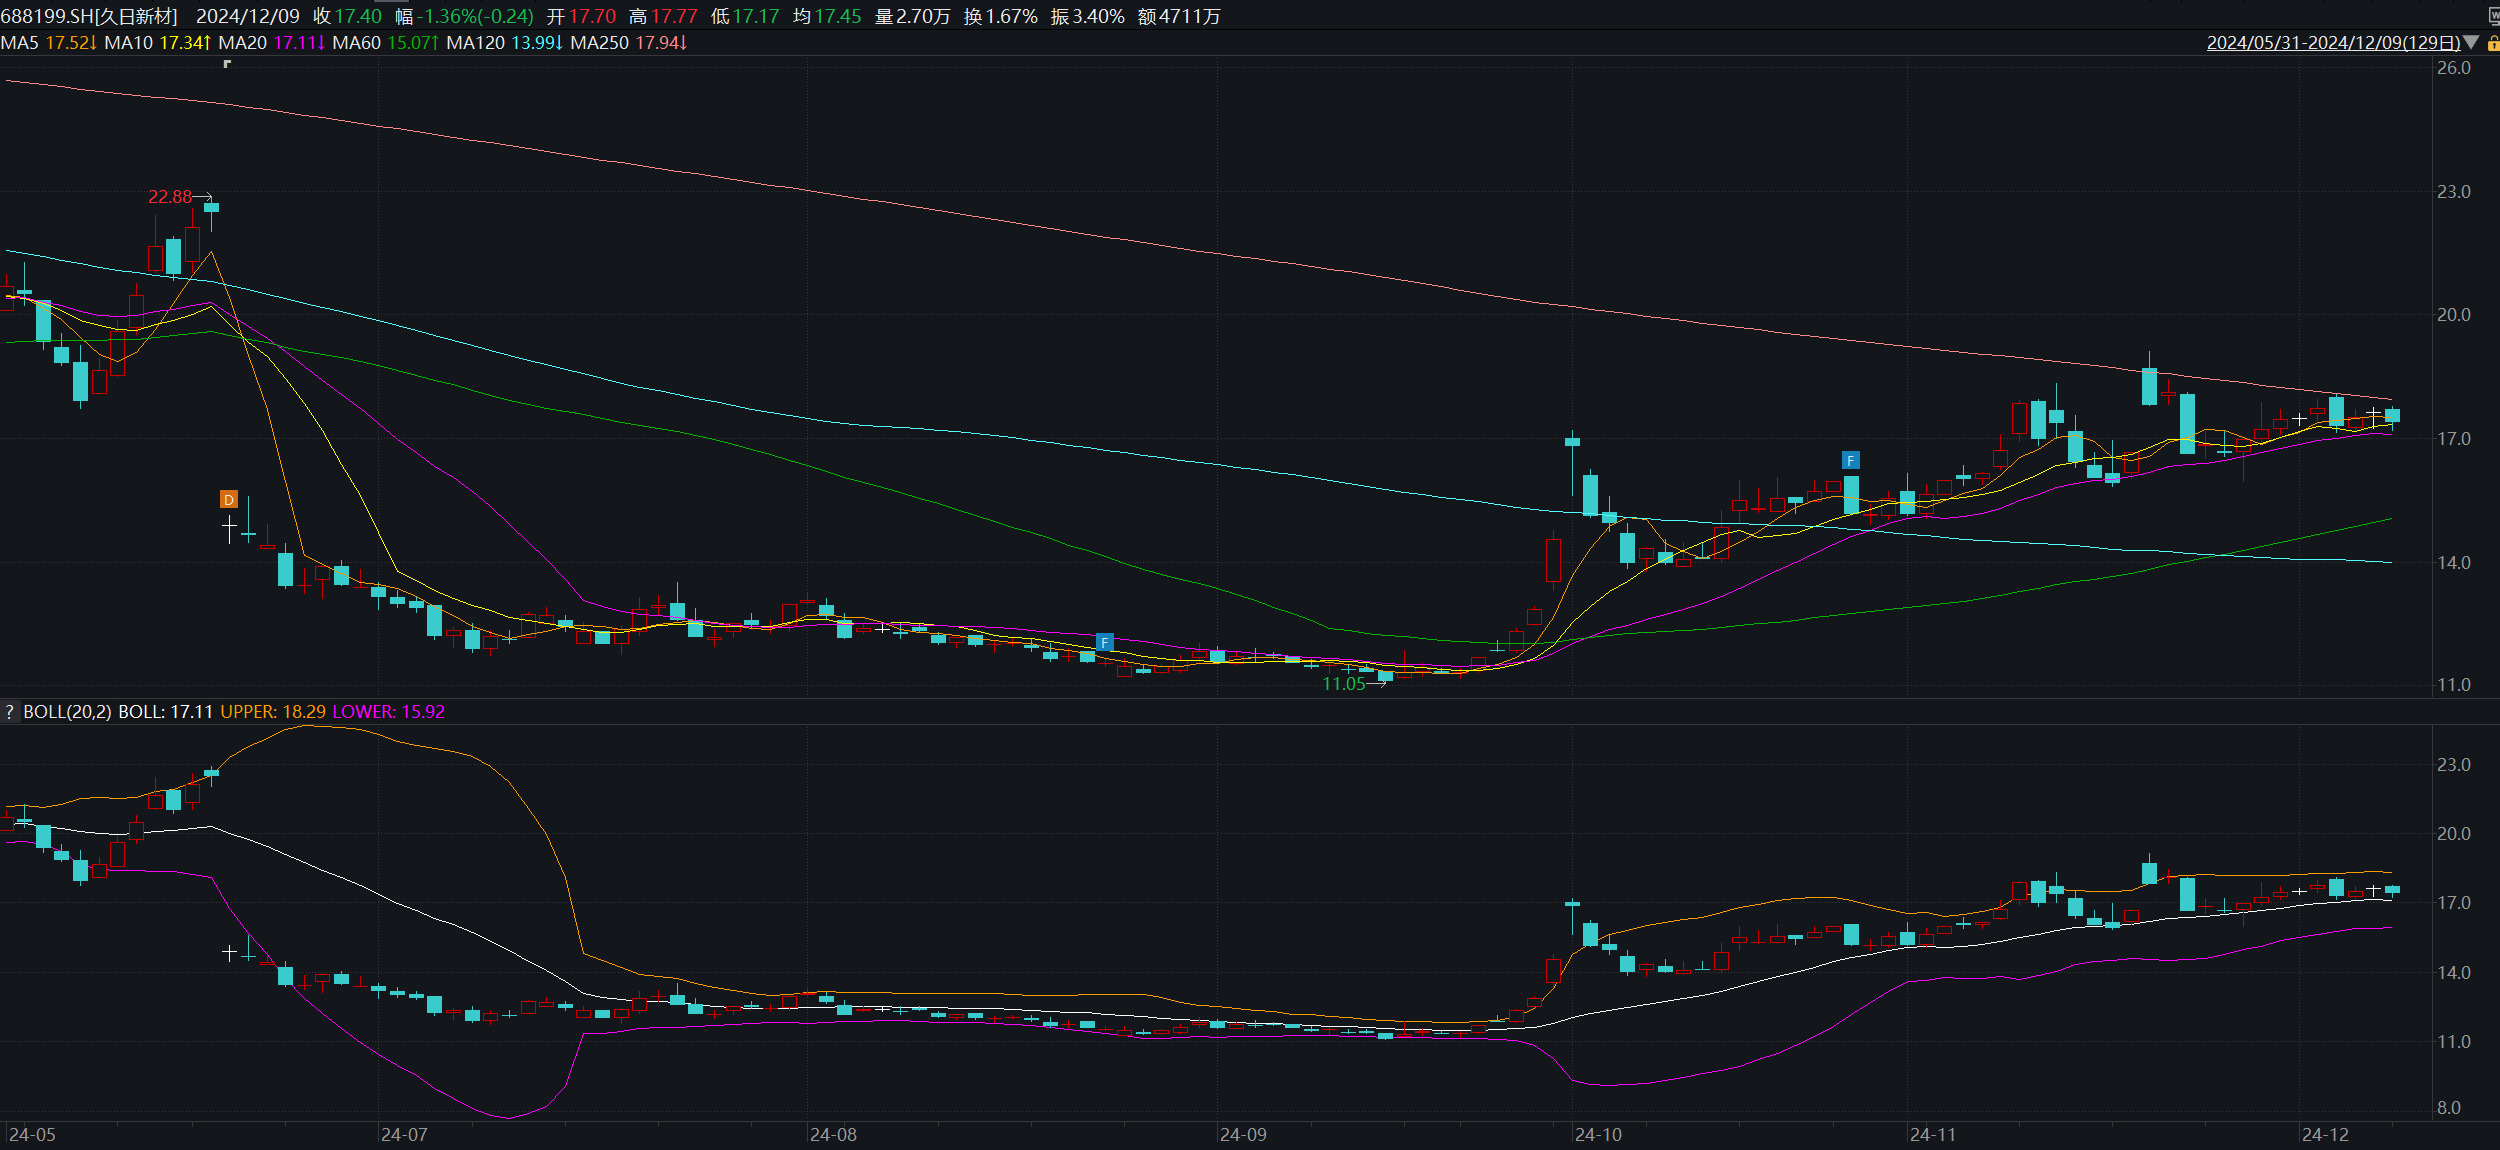 688199.SH[久日新材] 2024/12/09 收17.40 幅-1.36%(-0.24) 开17.70 高17.77 低17.17 均17.45 量2.70万 换1.67% 振3.40% 额4711万
MA5 17.52↓ MA10 17.34↑ MA20 17.11↓ MA60 15.07↑ MA120 13.99↓ MA250 17.94↓
2024/05/31-2024/12/09(129日)
26.0
22.88
23.0
20.0
D
F
17.0
14.0
F
11.05
11.0
? BOLL(20,2) BOLL: 17.11 UPPER: 18.29 LOWER: 15.92
23.0
20.0
17.0
14.0
11.0
8.0
24-05 24-07 24-08 24-09 24-10 24-11 24-12